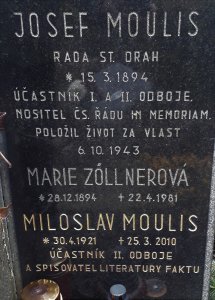 JOSEF MOULIS
RADA ST. DRAH
* 15.3.1894
ÚČASTNÍK I. A II. ODBOJE,
NOSITEL ČS. ŘÁDU IN MEMORIAM.
POLOŽIL ŽIVOT ZA VLAST
6.10.1943
MARIE ZÖLLNEROVÁ
*28.12.1894 +22.4.1981
MILOSLAV MOULIS
*30.4.1921 +25.3.2010
ÚČASTNÍK II. ODBOJE
A SPISOVATEL LITERATURY FAKTU